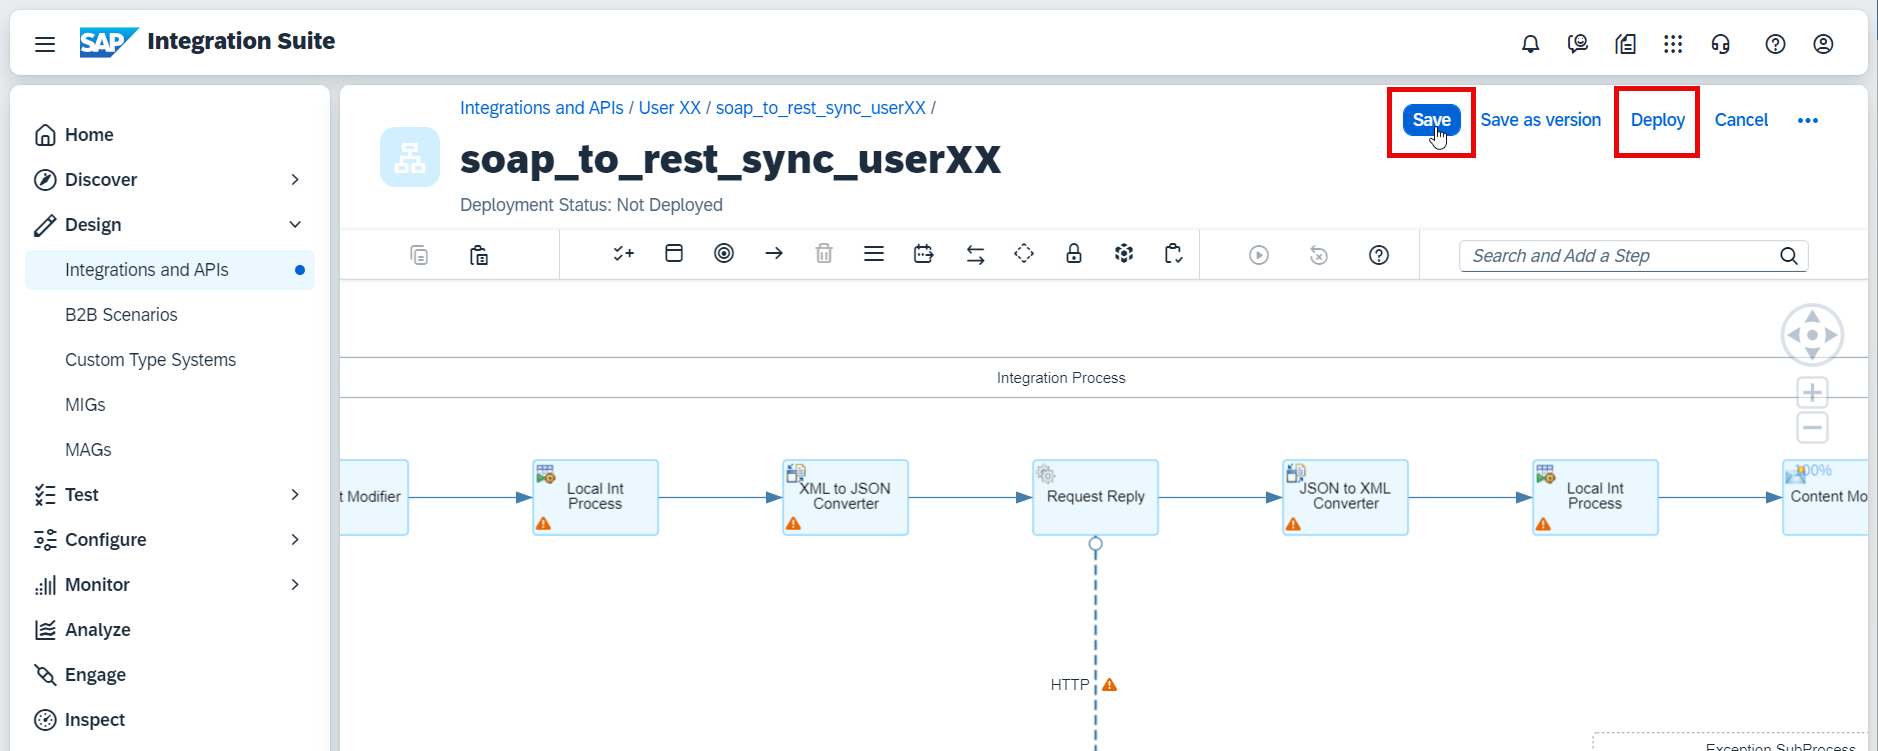 SAP Integration Suite
Home
Discover
Design
Integrations and APIs
B2B Scenarios
Custom Type Systems
MIGs
MAGs
Test
Configure
Monitor
Analyze
Engage
Inspect
Integrations and APIs / User XX / soap_to_rest_sync_userXX /
soap_to_rest_sync_userXX
Deployment Status: Not Deployed
Save
Save as version
Deploy
Cancel
Search and Add a Step
Integration Process
100%
t Modifier
Local Int
Process
XML to JSON
Converter
Request Reply
JSON to XML
Converter
Local Int
Process
Content Mo
HTTP
Exception SubProcess